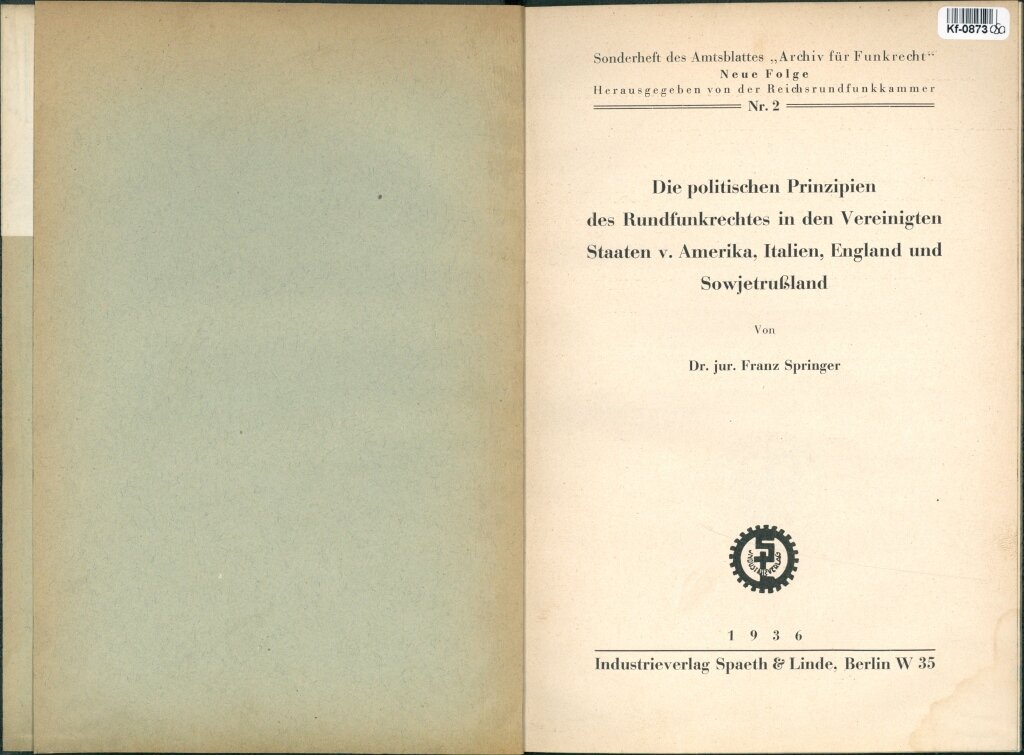 Kf-0873
Sonderheft des Amtsblattes „Archiv für Funkrecht“
Neue Folge
Herausgegeben von der Reichsrundfunkkammer
Nr. 2
Die politischen Prinzipien
des Rundfunkrechtes in den Vereinigten
Staaten v. Amerika, Italien, England und
Sowjetrußland
Von
Dr. jur. Franz Springer
1936
Industrieverlag Spaeth & Linde, Berlin W 35